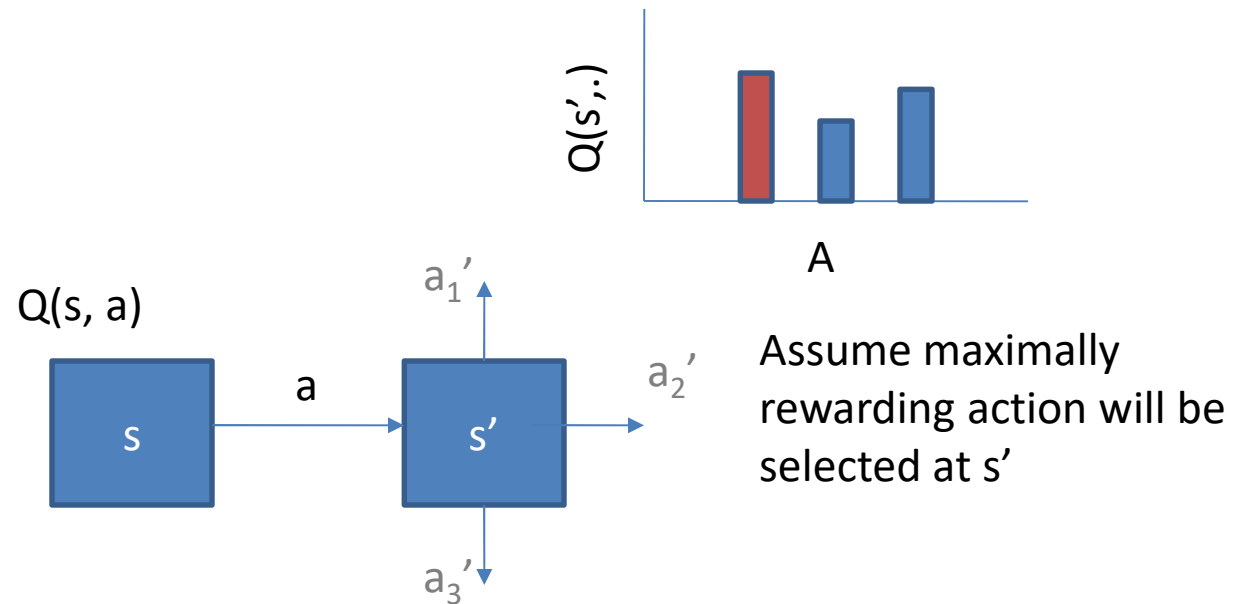 Q(s′,.)
A
Q(s, a)
s
a
s′
a₁′
a₂′
a₃′
Assume maximally
rewarding action will be
selected at s′